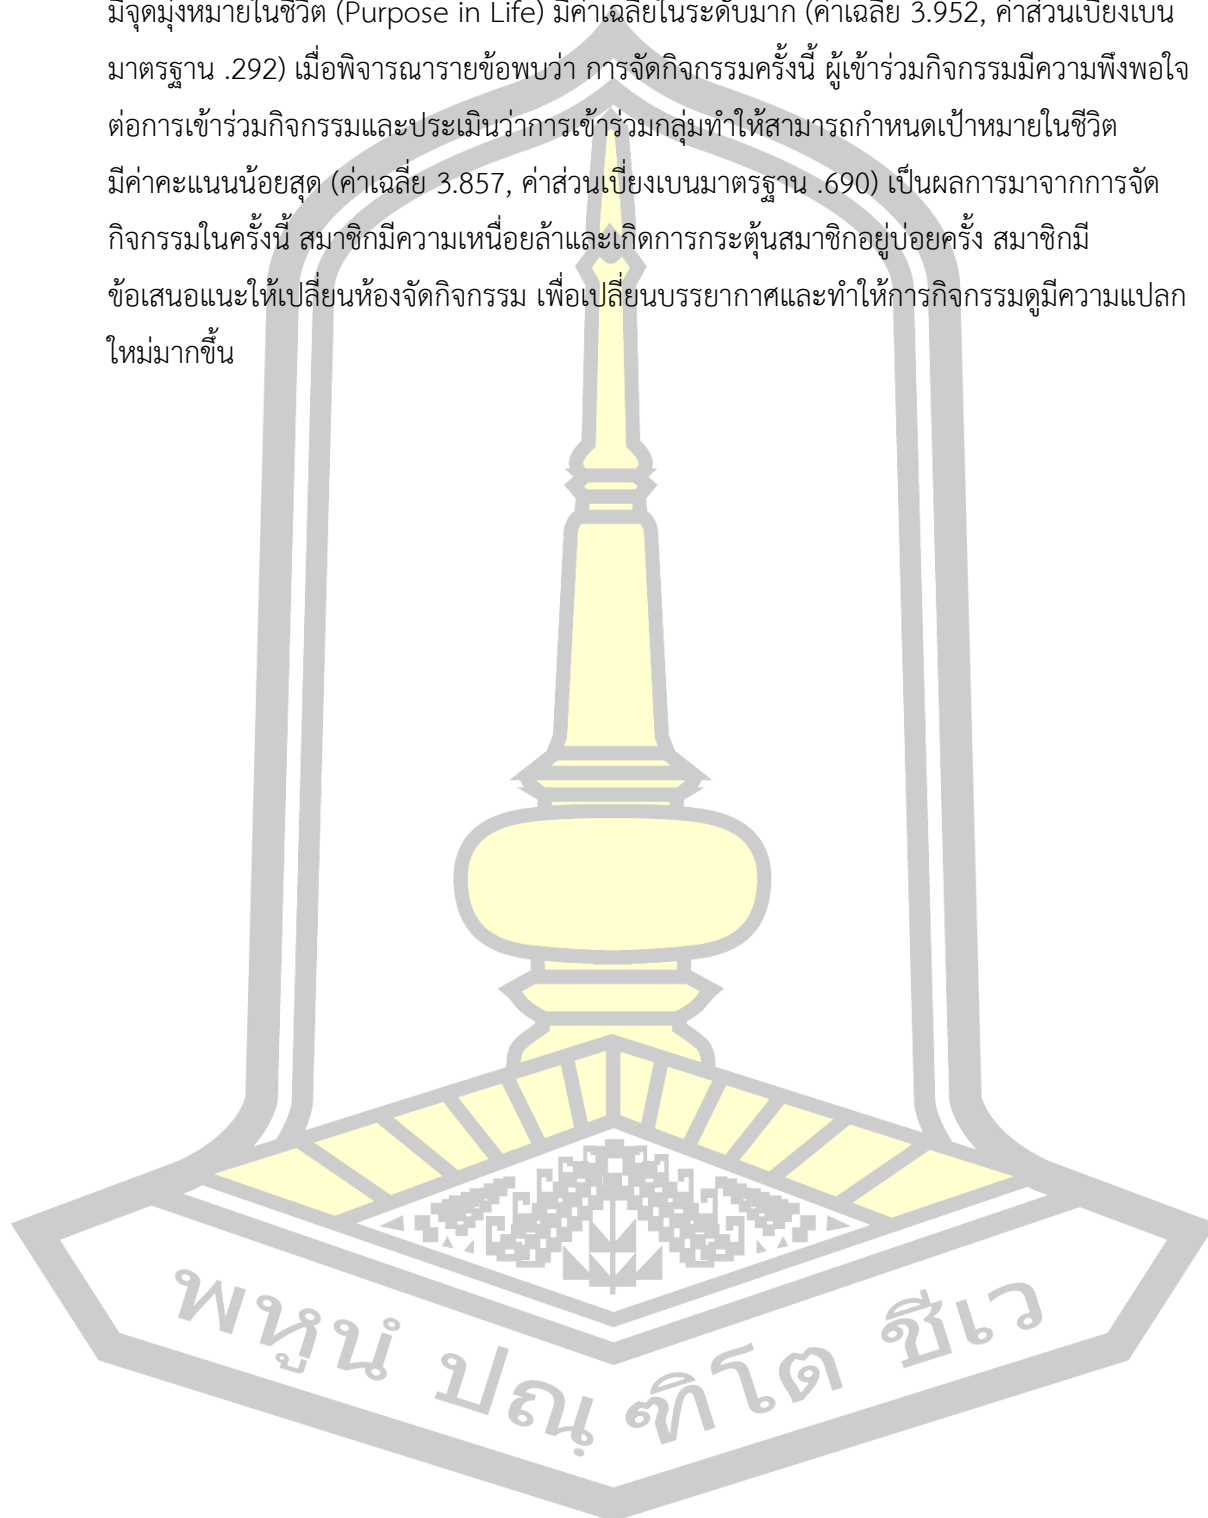 มีจุดมุ่งหมายในชีวิต (Purpose in Life) มีค่าเฉลี่ยในระดับมาก (ค่าเฉลี่ย 3.952, ค่าส่วนเบี่ยงเบน
มาตรฐาน .292) เมื่อพิจารณารายข้อพบว่า การจัดกิจกรรมครั้งนี้ ผู้เข้าร่วมกิจกรรมมีความพึงพอใจ
ต่อการเข้าร่วมกิจกรรมและประเมินว่าการเข้าร่วมกลุ่มทำให้สามารถกำหนดเป้าหมายในชีวิต
มีค่าคะแนนน้อยสุด (ค่าเฉลี่ย 3.857, ค่าส่วนเบี่ยงเบนมาตรฐาน .690) เป็นผลการมาจากการจัด
กิจกรรมในครั้งนี้ สมาชิกมีความเหนื่อยล้าและเกิดการกระตุ้นสมาชิกอยู่บ่อยครั้ง สมาชิกมี
ข้อเสนอแนะให้เปลี่ยนห้องจัดกิจกรรม เพื่อเปลี่ยนบรรยากาศและทำให้การกิจกรรมดูมีความแปลก
ใหม่มากขึ้น
พหูนํ ปณฺฑิโต ชีเว